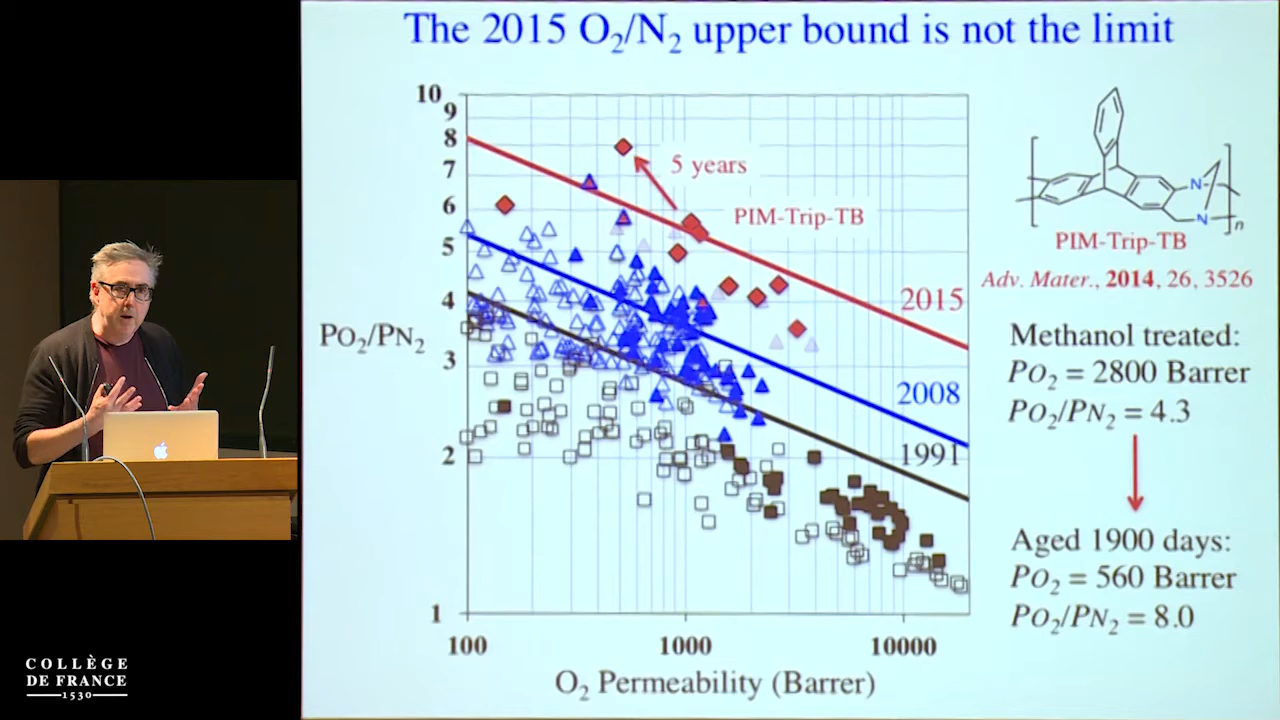 The 2015 O₂/N₂ upper bound is not the limit
10
9
8
7
6
5
4
3
2
1
PO₂/PN₂
100
1000
10000
O₂ Permeability (Barrer)
5 years
PIM-Trip-TB
2015
2008
1991
N
N
n
PIM-Trip-TB
Adv. Mater., 2014, 26, 3526
Methanol treated:
PO₂ = 2800 Barrer
PO₂/PN₂ = 4.3
Aged 1900 days:
PO₂ = 560 Barrer
PO₂/PN₂ = 8.0
COLLÈGE
DE FRANCE
1530